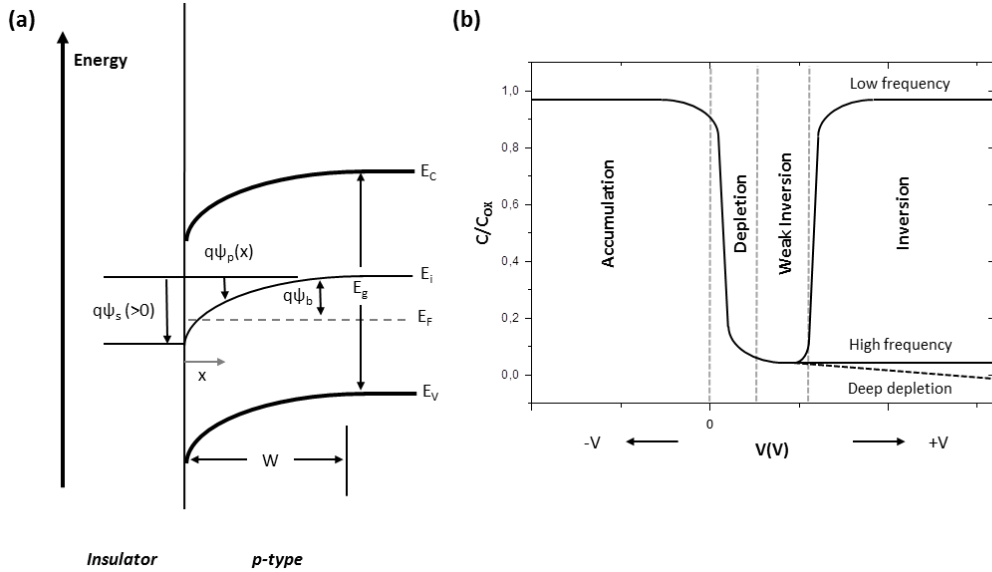 (a)
Energy
E_C
qψ_p(x)
E_i
qψ_b
E_g
qψ_s (>0)
E_F
x
E_V
W
Insulator
p-type
(b)
C/C_OX
1,0
0,8
0,6
0,4
0,2
0,0
Low frequency
Accumulation
Depletion
Weak Inversion
Inversion
High frequency
Deep depletion
0
-V
V(V)
+V